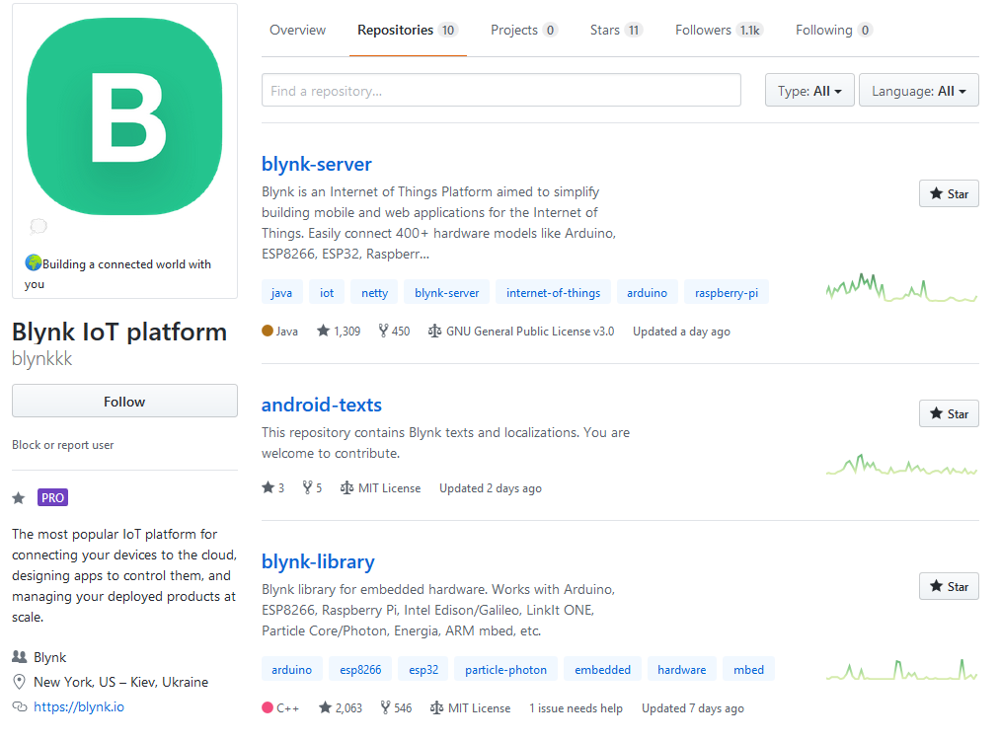 B
Building a connected world with
you
Blynk IoT platform
blynkkk
Follow
Block or report user
PRO
The most popular IoT platform for
connecting your devices to the cloud,
designing apps to control them, and
managing your deployed products at
scale.
Blynk
New York, US – Kiev, Ukraine
https://blynk.io
Overview Repositories 10 Projects 0 Stars 11 Followers 1.1k Following 0
Find a repository...
Type: All Language: All
blynk-server
Star
Blynk is an Internet of Things Platform aimed to simplify
building mobile and web applications for the Internet of
Things. Easily connect 400+ hardware models like Arduino,
ESP8266, ESP32, Raspberr...
java iot netty blynk-server internet-of-things arduino raspberry-pi
Java 1,309 450 GNU General Public License v3.0 Updated a day ago
android-texts
Star
This repository contains Blynk texts and localizations. You are
welcome to contribute.
3 5 MIT License Updated 2 days ago
blynk-library
Star
Blynk library for embedded hardware. Works with Arduino,
ESP8266, Raspberry Pi, Intel Edison/Galileo, LinkIt ONE,
Particle Core/Photon, Energia, ARM mbed, etc.
arduino esp8266 esp32 particle-photon embedded hardware mbed
C++ 2,063 546 MIT License 1 issue needs help Updated 7 days ago